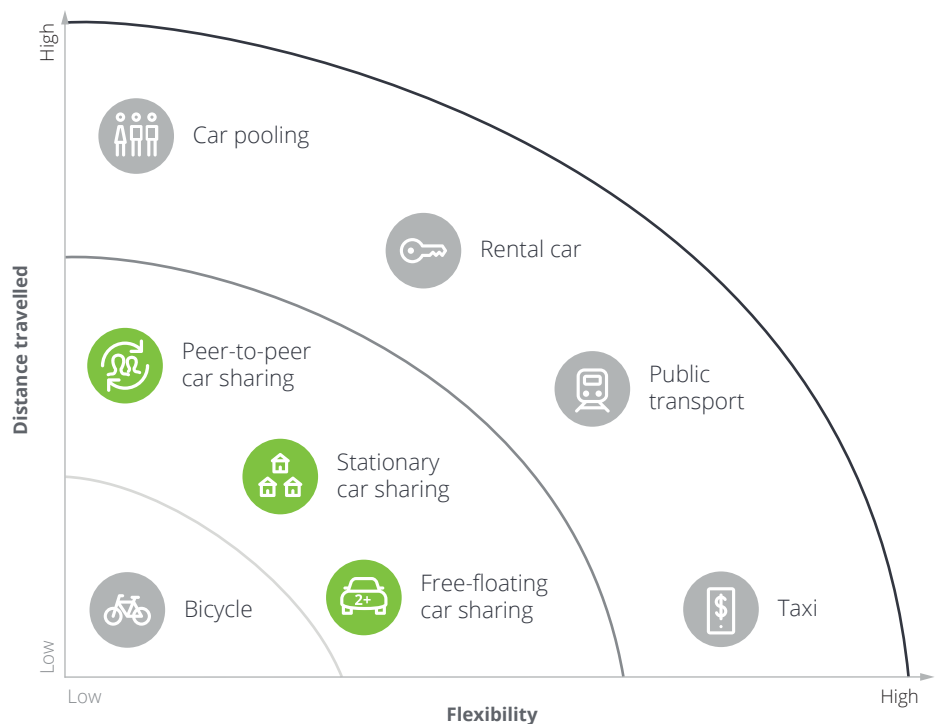 High
Car pooling
Rental car
Distance travelled
Peer-to-peer
car sharing
Public
transport
Stationary
car sharing
2+
Free-floating
car sharing
Bicycle
$
Taxi
Low
Low
High
Flexibility